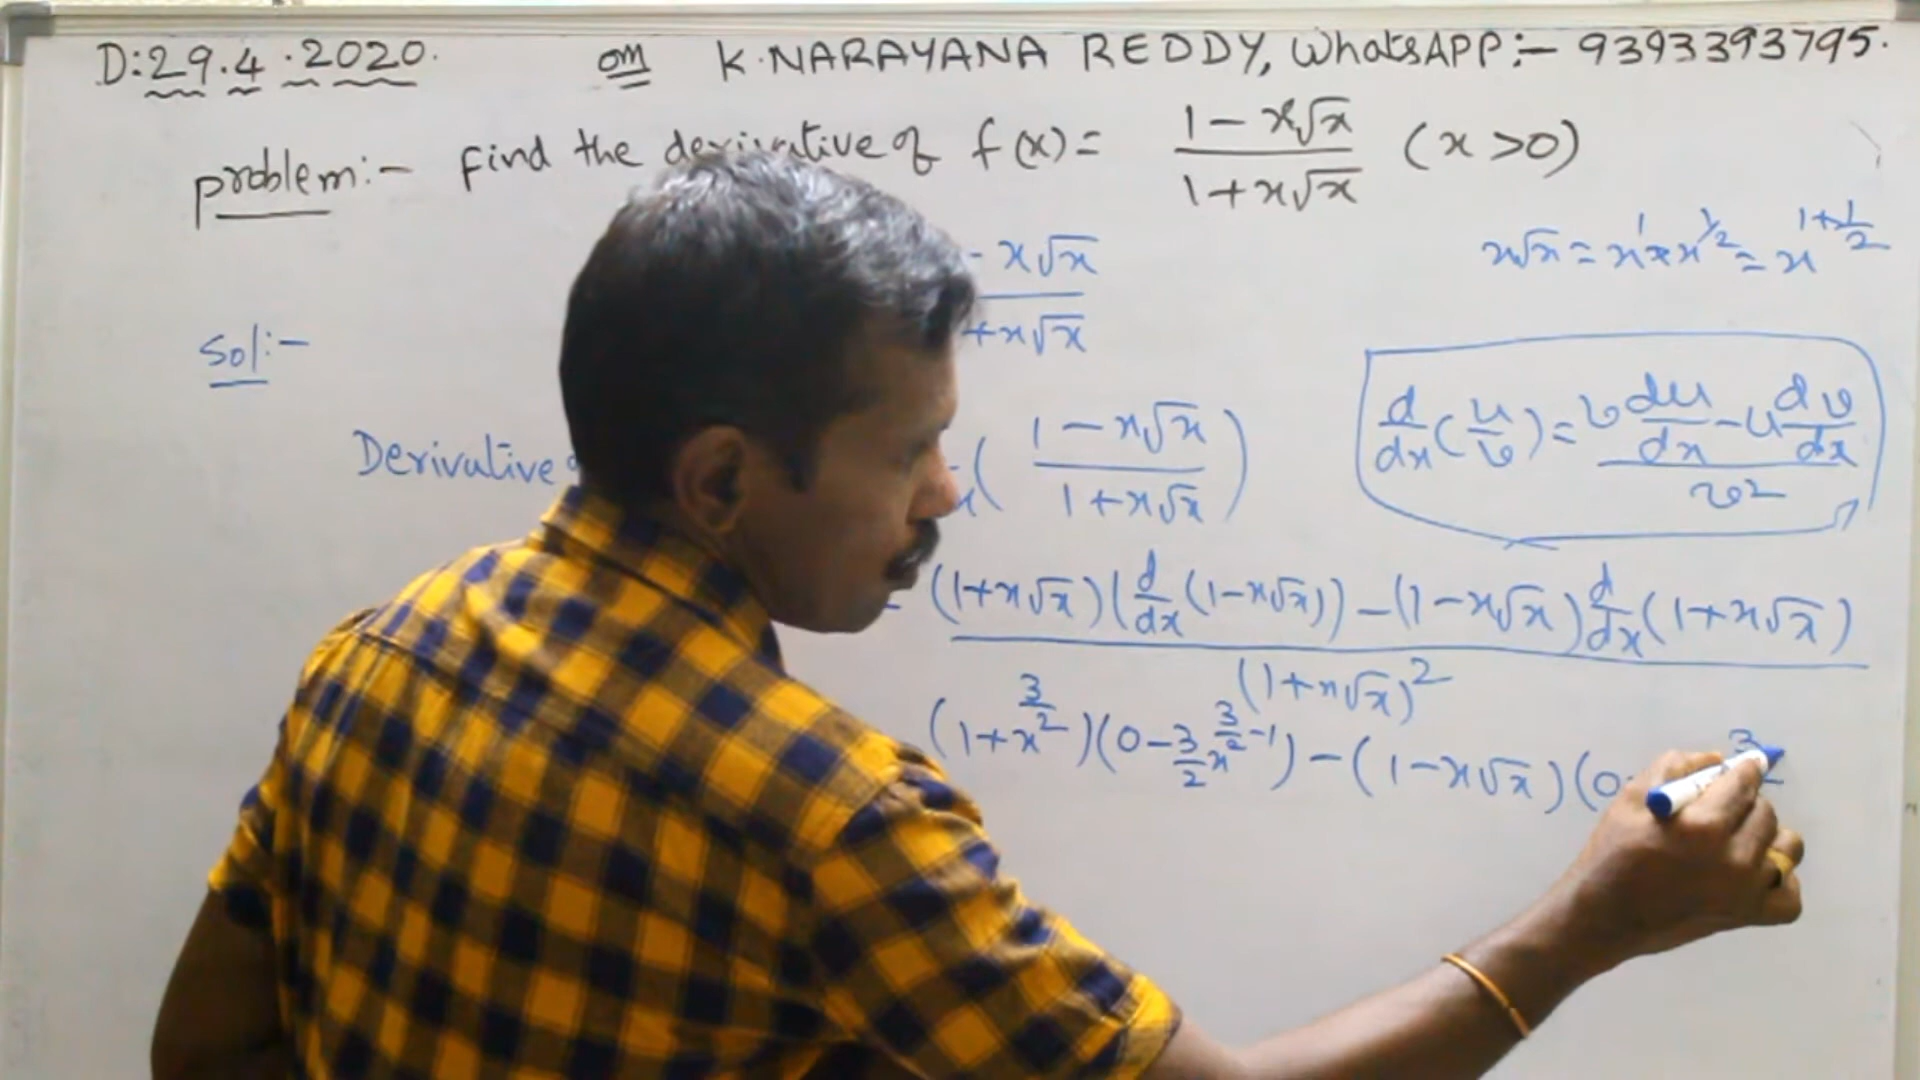 D:29.4.2020. om K.NARAYANA REDDY, WhatsAPP:- 9393393795.
problem:- Find the derivative of f(x)= (1-x√x)/(1+x√x) (x>0)
x√x = x¹*x^1/2 = x^(1+1/2)
Sol:- - x√x / +x√x
d/dx(u/v)= (v du/dx - u dv/dx)/v²
Derivative (1-x√x / 1+x√x)
(1+x√x)(d/dx(1-x√x)) - (1-x√x)d/dx(1+x√x)
(1+x√x)²
(1+x^3/2)(0-3/2 x^(3/2-1)) - (1-x√x)(0 3/2